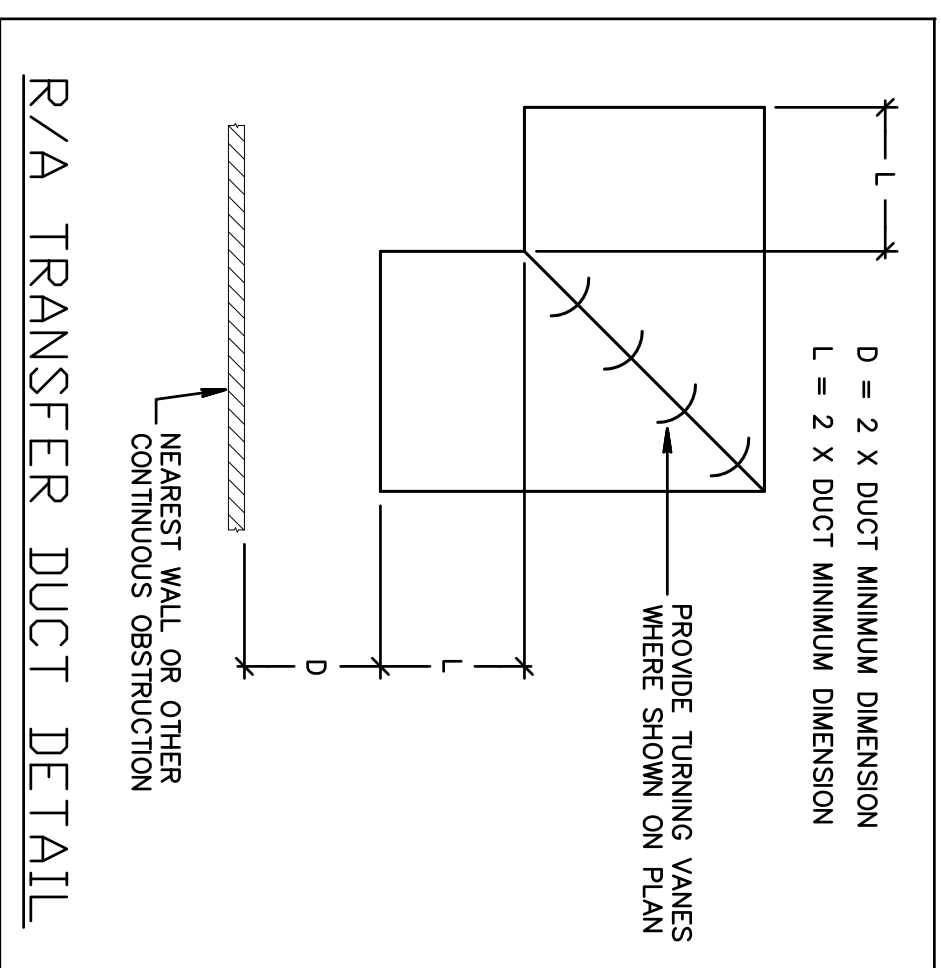 L
D = 2 X DUCT MINIMUM DIMENSION
L = 2 X DUCT MINIMUM DIMENSION
PROVIDE TURNING VANES
WHERE SHOWN ON PLAN
L
D
NEAREST WALL OR OTHER
CONTINUOUS OBSTRUCTION
R/A TRANSFER DUCT DETAIL